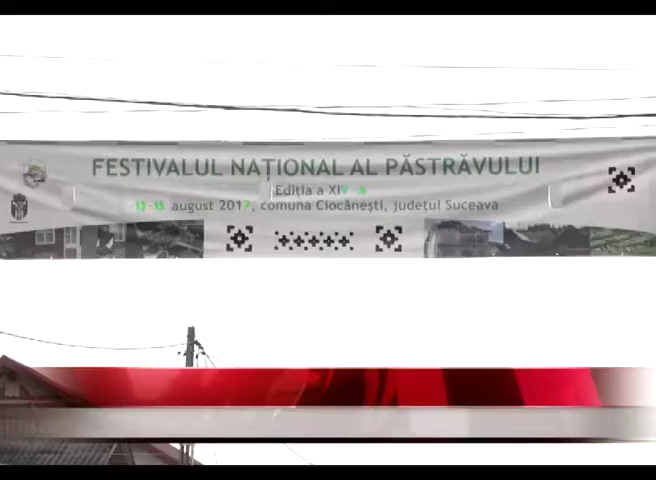 FESTIVALUL NAȚIONAL AL PĂSTRĂVULUI
Ediția a XIV-a
12-15 august 2017, comuna Ciocănești, județul Suceava